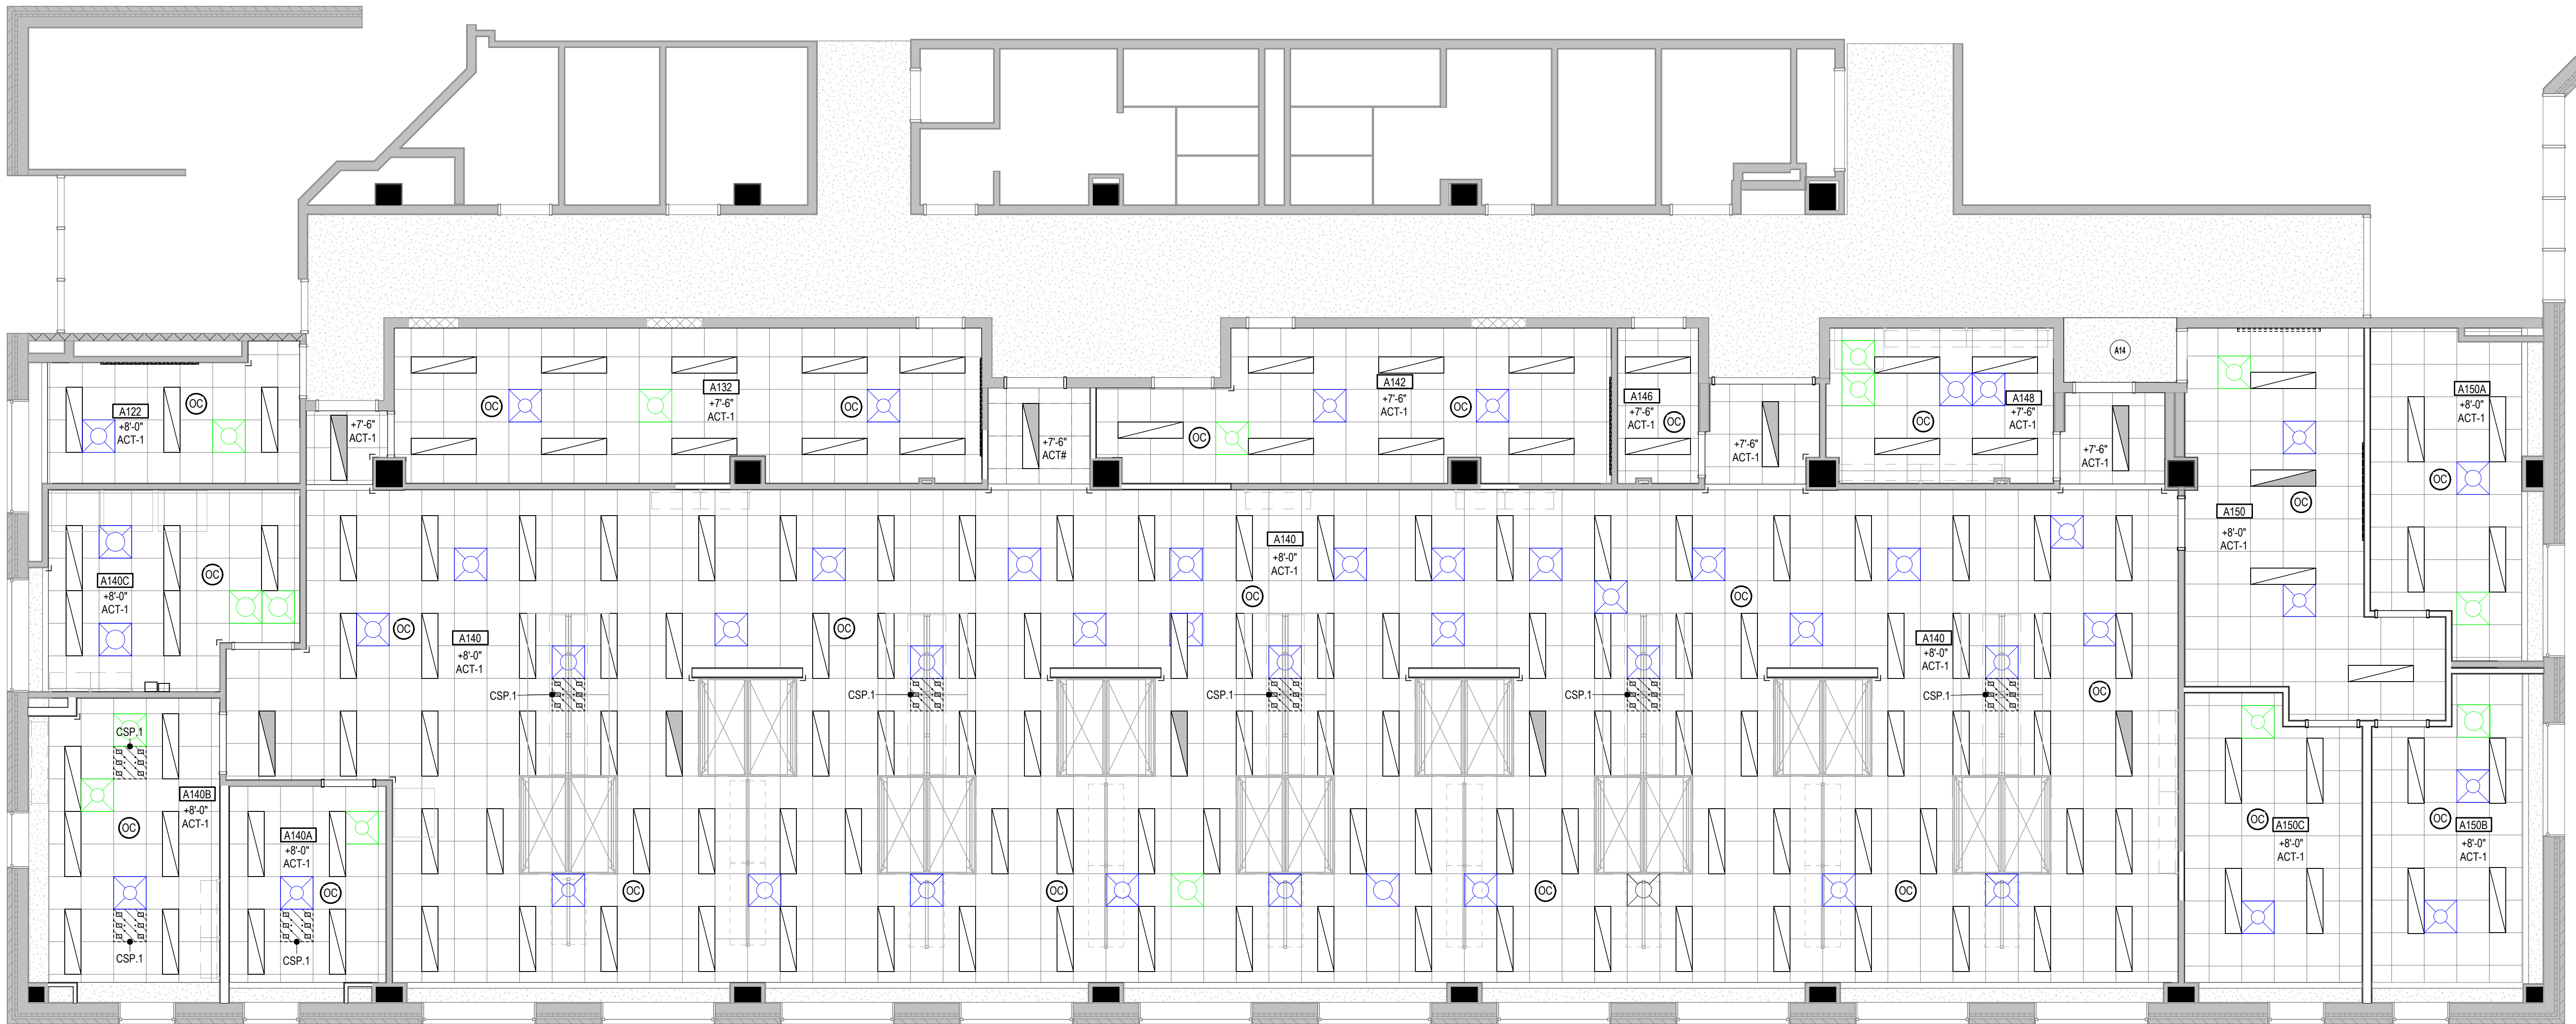 A14
A122
+8'-0"
ACT-1
OC
+7'-6"
ACT-1
OC
A132
+7'-6"
ACT-1
OC
+7'-6"
ACT#
OC
A142
+7'-6"
ACT-1
OC
A146
+7'-6"
ACT-1
OC
+7'-6"
ACT-1
OC
A148
+7'-6"
ACT-1
+7'-6"
ACT-1
A150
+8'-0"
ACT-1
OC
A150A
+8'-0"
ACT-1
OC
A140C
+8'-0"
ACT-1
OC
OC
A140
+8'-0"
ACT-1
OC
A140
+8'-0"
ACT-1
OC
OC
A140
+8'-0"
ACT-1
OC
CSP.1
CSP.1
CSP.1
CSP.1
CSP.1
CSP.1
A140B
+8'-0"
ACT-1
OC
CSP.1
A140A
+8'-0"
ACT-1
OC
CSP.1
OC
OC
OC
OC
OC
A150C
+8'-0"
ACT-1
OC
A150B
+8'-0"
ACT-1